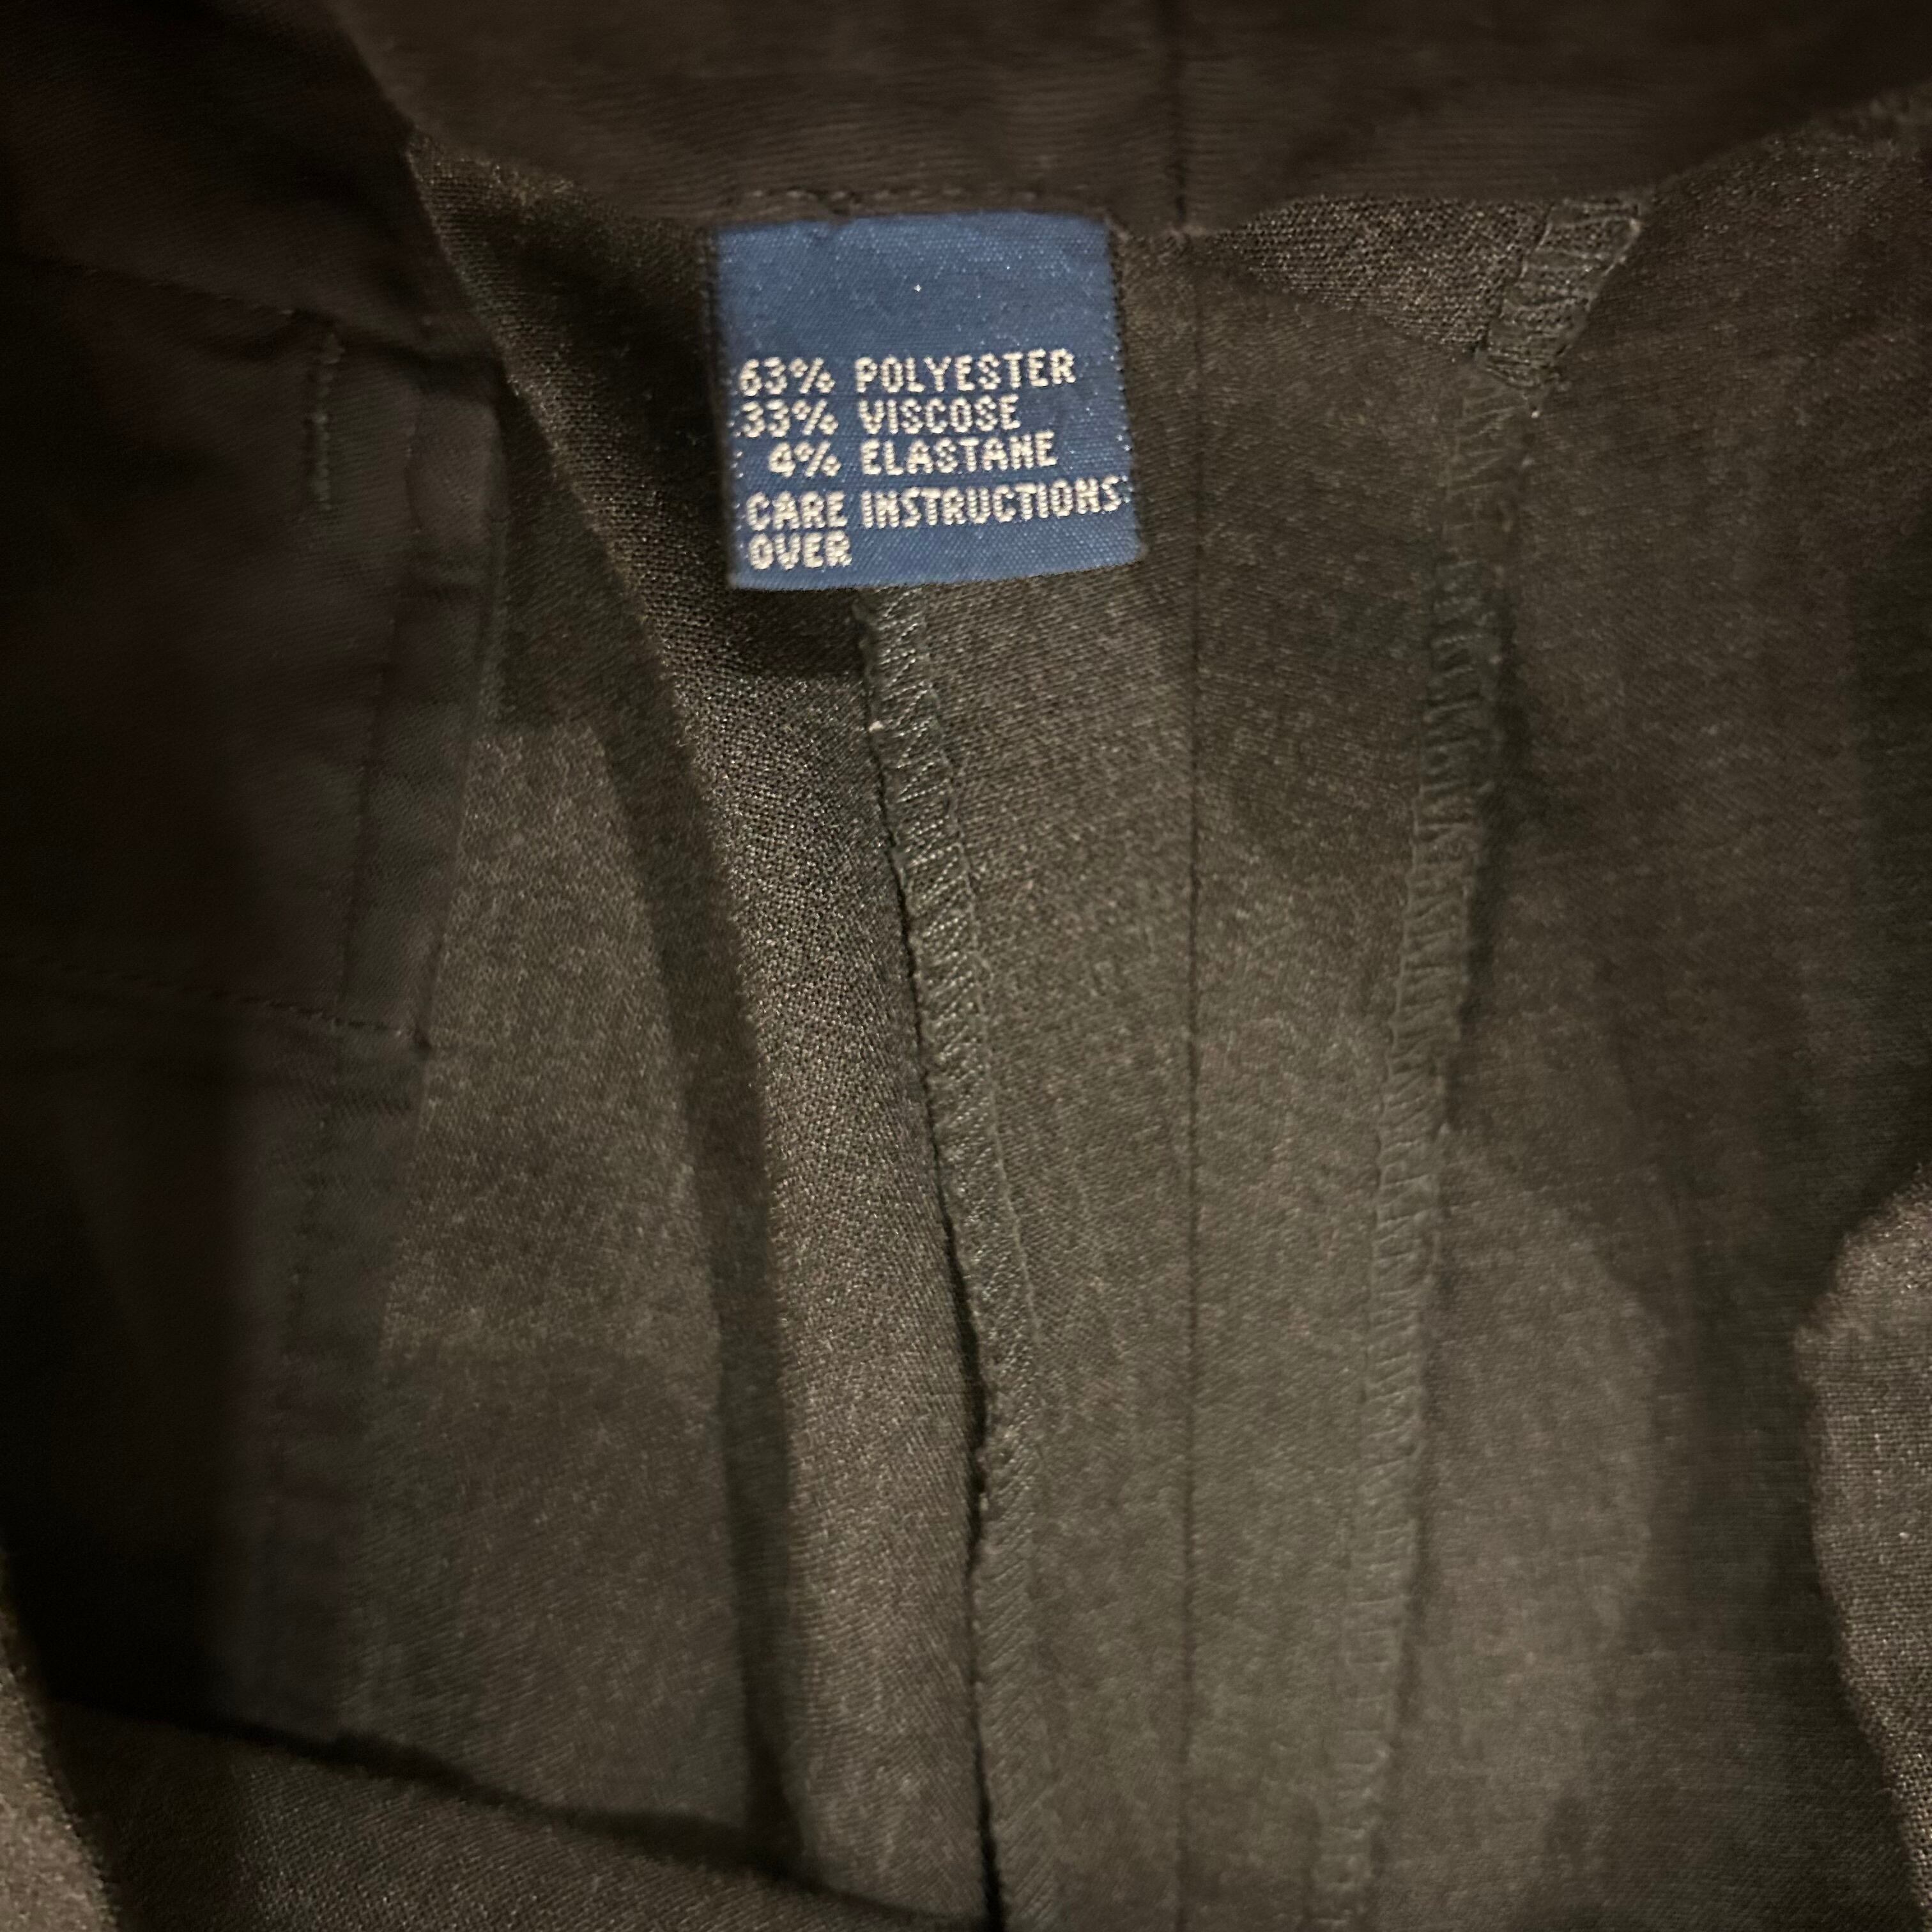 63% POLYESTER
33% VISCOSE
4% ELASTANE
CARE INSTRUCTIONS
OVER